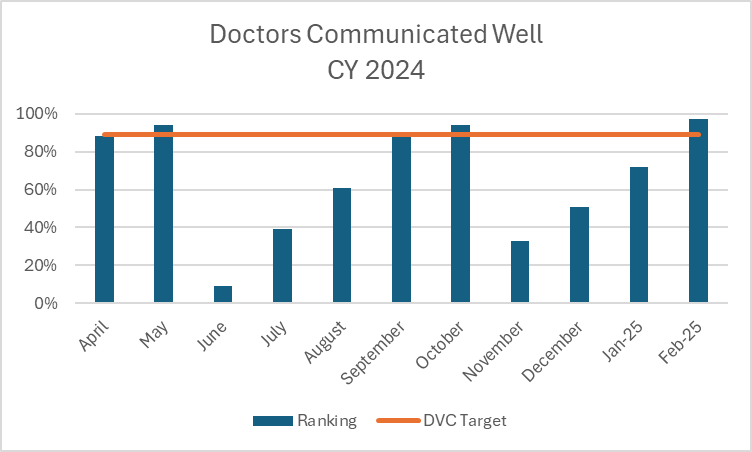 Doctors Communicated Well
CY 2024
100%
80%
60%
40%
20%
0%
April
May
June
July
August
September
October
November
December
Jan-25
Feb-25
Ranking
DVC Target